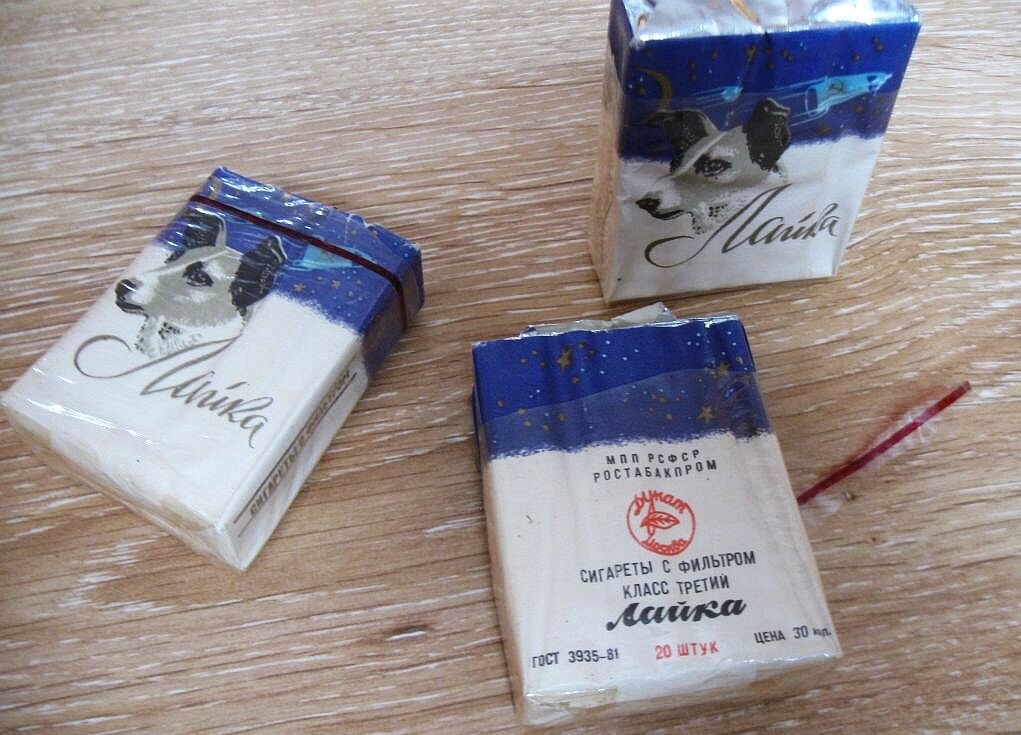 Лайка
Лайка
СИГАРЕТЫ С ФИЛЬТРОМ
МПП РСФСР
РОСТАБАКПРОМ
Дукат
Москва
СИГАРЕТЫ С ФИЛЬТРОМ
КЛАСС ТРЕТИЙ
Лайка
ГОСТ 3935-81 20 ШТУК ЦЕНА 30 коп.